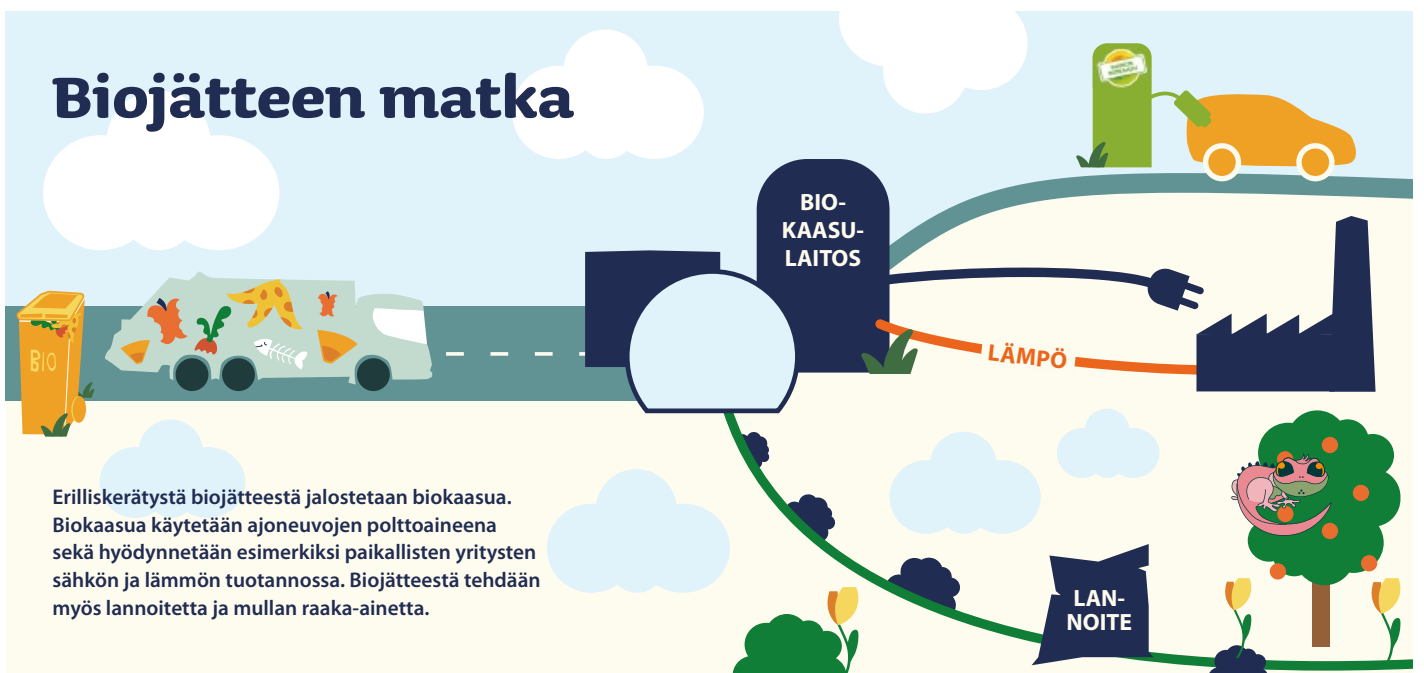 Biojätteen matka
BIO-
KAASU-
LAITOS
BIO
LÄMPÖ
Erilliskerätystä biojätteestä jalostetaan biokaasua.
Biokaasua käytetään ajoneuvojen polttoaineena
sekä hyödynnetään esimerkiksi paikallisten yritysten
sähkön ja lämmön tuotannossa. Biojätteestä tehdään
myös lannoitetta ja mullan raaka-ainetta.
LAN-
NOITE